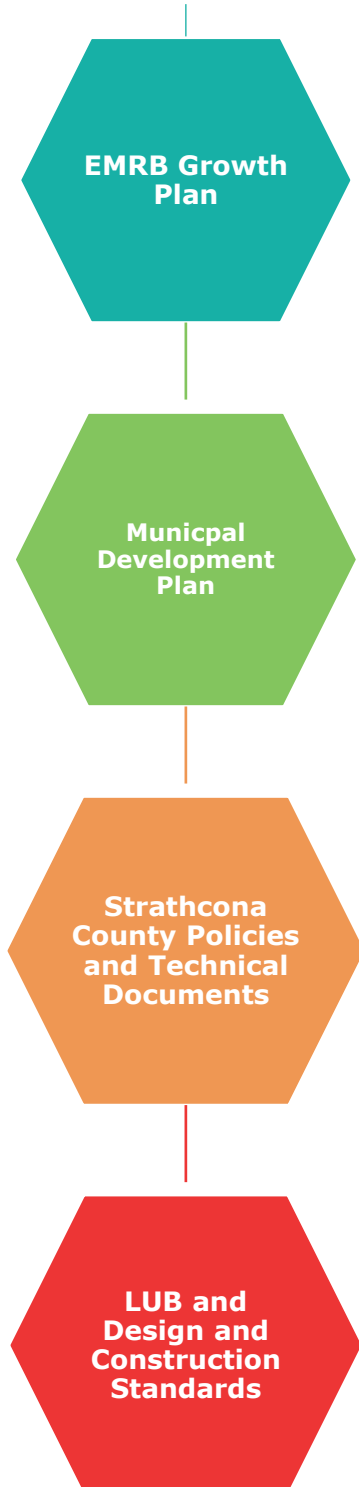 EMRB Growth
Plan
Municpal
Development
Plan
Strathcona
County Policies
and Technical
Documents
LUB and
Design and
Construction
Standards